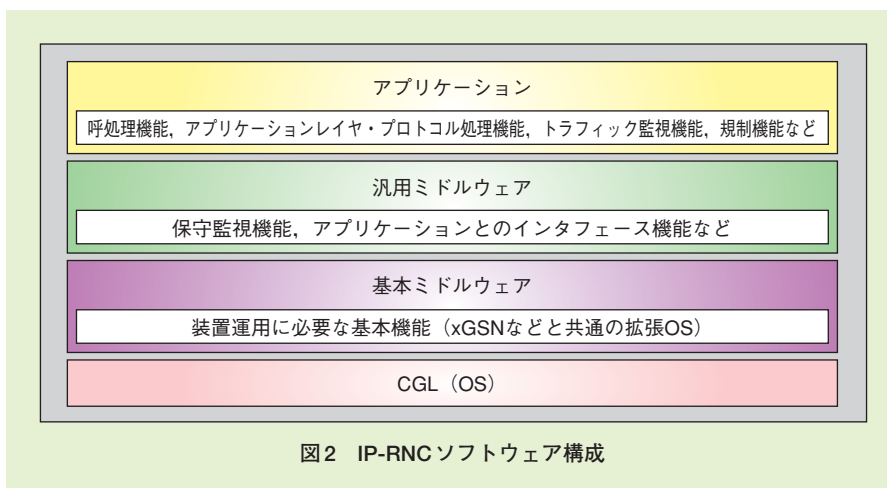 アプリケーション
呼処理機能，アプリケーションレイヤ・プロトコル処理機能，トラフィック監視機能，規制機能など
汎用ミドルウェア
保守監視機能，アプリケーションとのインタフェース機能など
基本ミドルウェア
装置運用に必要な基本機能（xGSNなどと共通の拡張OS）
CGL（OS）
図2　IP-RNCソフトウェア構成